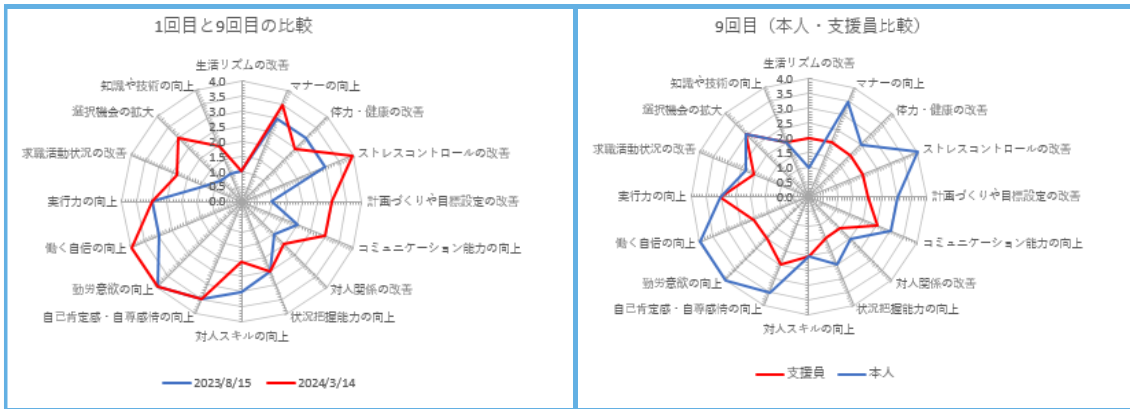 1回目と9回目の比較
生活リズムの改善
マナーの向上
体力・健康の改善
ストレスコントロールの改善
計画づくりや目標設定の改善
コミュニケーション能力の向上
対人関係の改善
状況把握能力の向上
対人スキルの向上
自己肯定感・自尊感情の向上
勤労意欲の向上
働く自信の向上
実行力の向上
求職活動状況の改善
選択機会の拡大
知識や技術の向上
4.0
3.5
3.0
2.5
2.0
1.5
1.0
0.5
0.0
2023/8/15 2024/3/14
9回目（本人・支援員比較）
生活リズムの改善
マナーの向上
体力・健康の改善
ストレスコントロールの改善
計画づくりや目標設定の改善
コミュニケーション能力の向上
対人関係の改善
状況把握能力の向上
対人スキルの向上
自己肯定感・自尊感情の向上
勤労意欲の向上
働く自信の向上
実行力の向上
求職活動状況の改善
選択機会の拡大
知識や技術の向上
4.0
3.5
3.0
2.5
2.0
1.5
1.0
0.5
0.0
支援員 本人